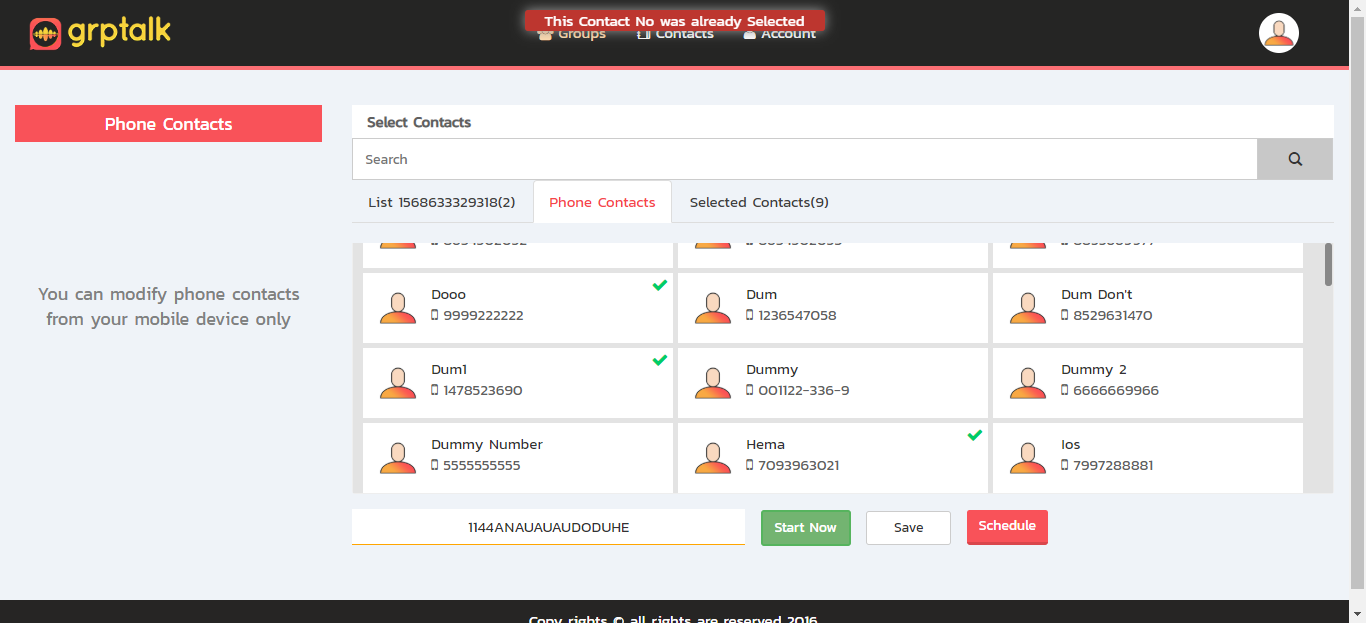 grptalk
This Contact No was already Selected
Groups
Contacts
Account
Phone Contacts
You can modify phone contacts
from your mobile device only
Select Contacts
Search
List 1568633329318(2)
Phone Contacts
Selected Contacts(9)
Dooo
9999222222
Dum
1236547058
Dum Don't
8529631470
Dum1
1478523690
Dummy
001122-336-9
Dummy 2
6666669966
Dummy Number
5555555555
Hema
7093963021
Ios
7997288881
1144ANAUAUAUDODUHE
Start Now
Save
Schedule
Copy rights © all rights are reserved 2016